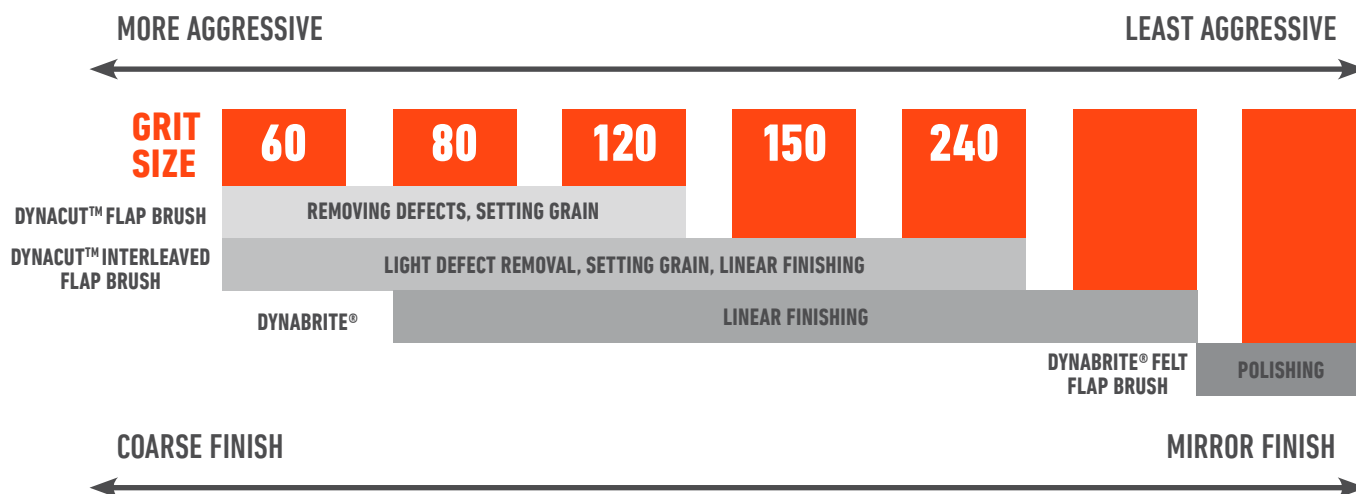 MORE AGGRESSIVE
LEAST AGGRESSIVE
GRIT
SIZE
60
80
120
150
240
DYNACUT™ FLAP BRUSH
REMOVING DEFECTS, SETTING GRAIN
DYNACUT™ INTERLEAVED
FLAP BRUSH
LIGHT DEFECT REMOVAL, SETTING GRAIN, LINEAR FINISHING
DYNABRITE®
LINEAR FINISHING
DYNABRITE® FELT
FLAP BRUSH
POLISHING
COARSE FINISH
MIRROR FINISH